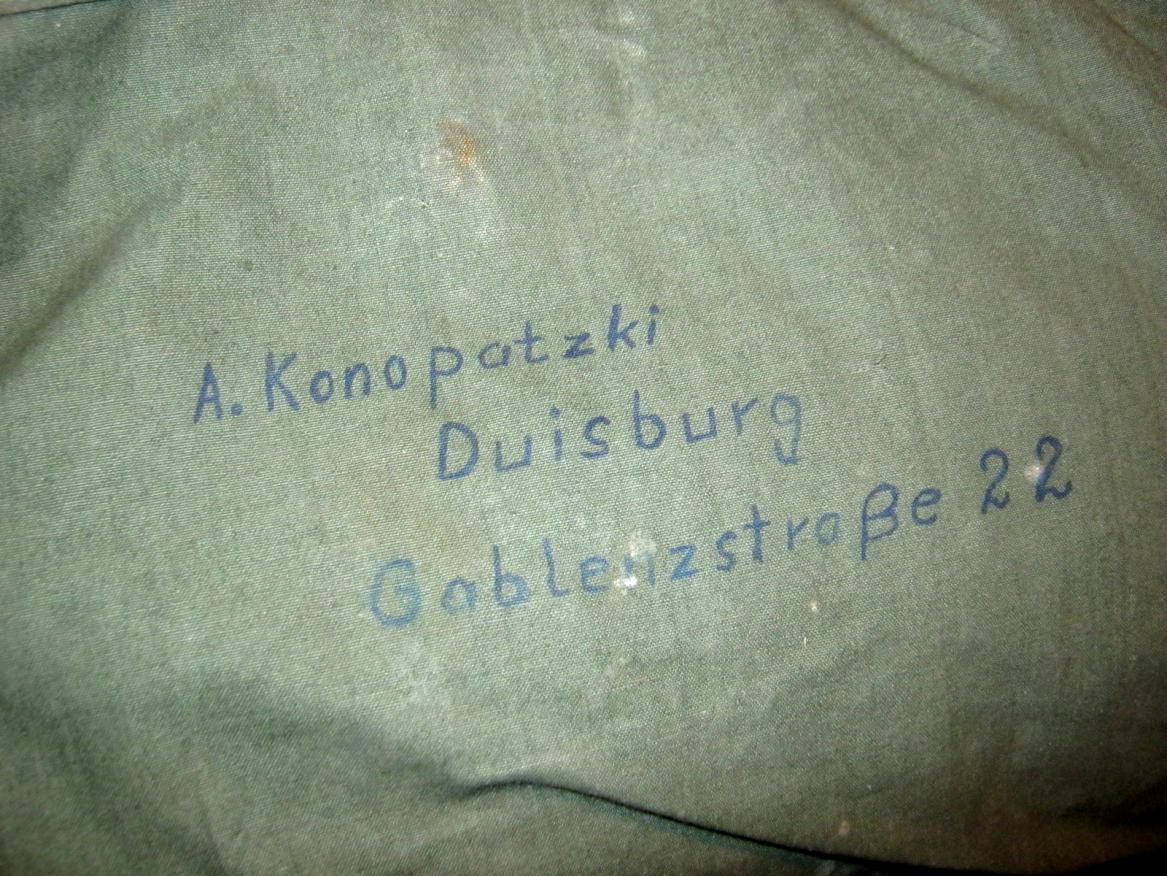 A. Konopatzki
Duisburg
Gablenzstraße 22